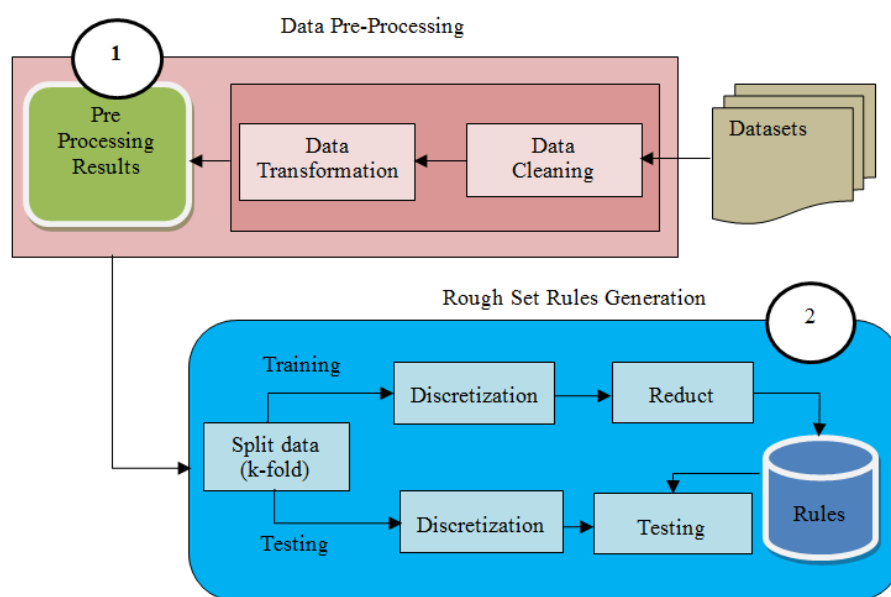 Data Pre-Processing
1
Pre
Processing
Results
Data
Transformation
Data
Cleaning
Datasets
Rough Set Rules Generation
2
Training
Discretization
Reduct
Split data
(k-fold)
Testing
Discretization
Testing
Rules